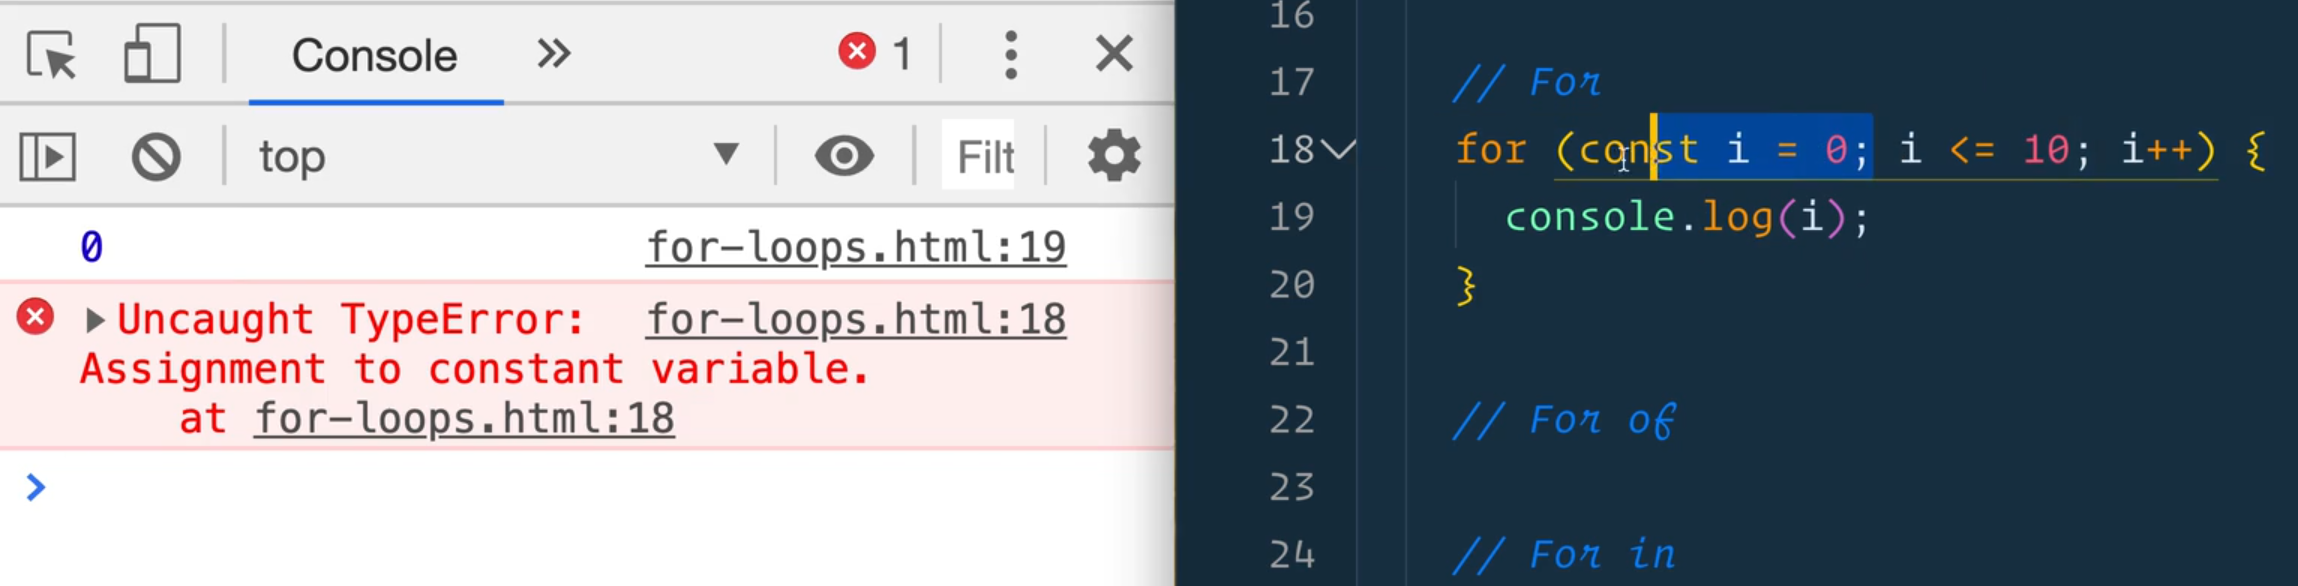 Console 1
top Filt
0 for-loops.html:19
Uncaught TypeError: for-loops.html:18
Assignment to constant variable.
at for-loops.html:18
16
17 // For
18 for (const i = 0; i <= 10; i++) {
19 console.log(i);
20 }
21
22 // For of
23
24 // For in